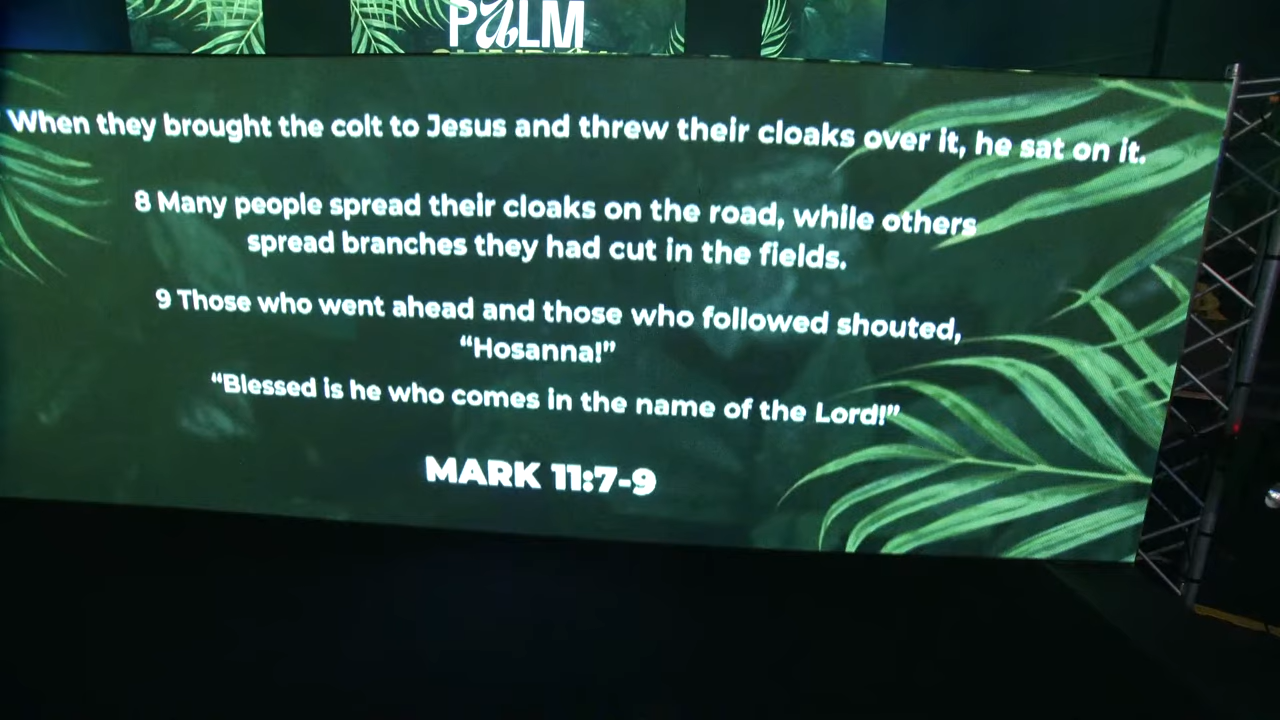 PALM
When they brought the colt to Jesus and threw their cloaks over it, he sat on it.
8 Many people spread their cloaks on the road, while others
spread branches they had cut in the fields.
9 Those who went ahead and those who followed shouted,
“Hosanna!”
“Blessed is he who comes in the name of the Lord!”
MARK 11:7-9